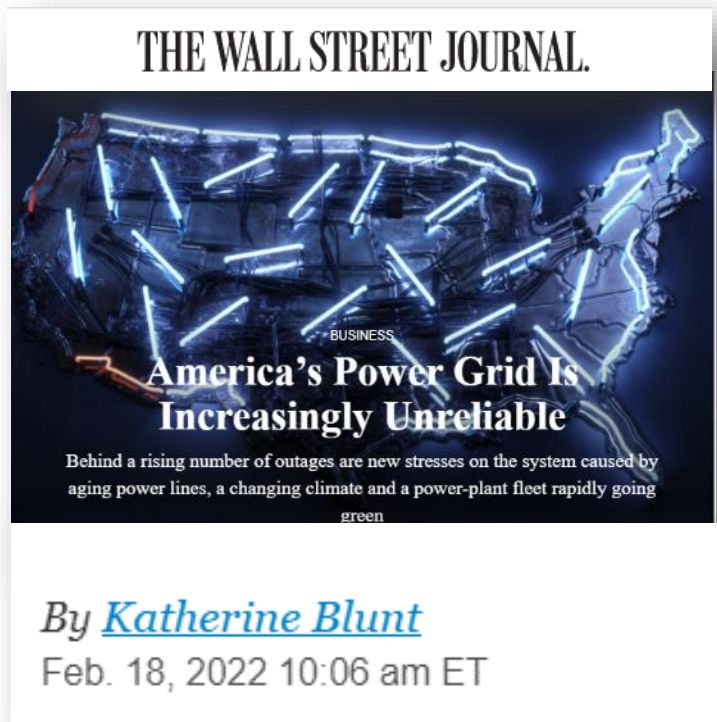 THE WALL STREET JOURNAL.
BUSINESS
America's Power Grid Is
Increasingly Unreliable
Behind a rising number of outages are new stresses on the system caused by
aging power lines, a changing climate and a power-plant fleet rapidly going
green
By Katherine Blunt
Feb. 18, 2022 10:06 am ET